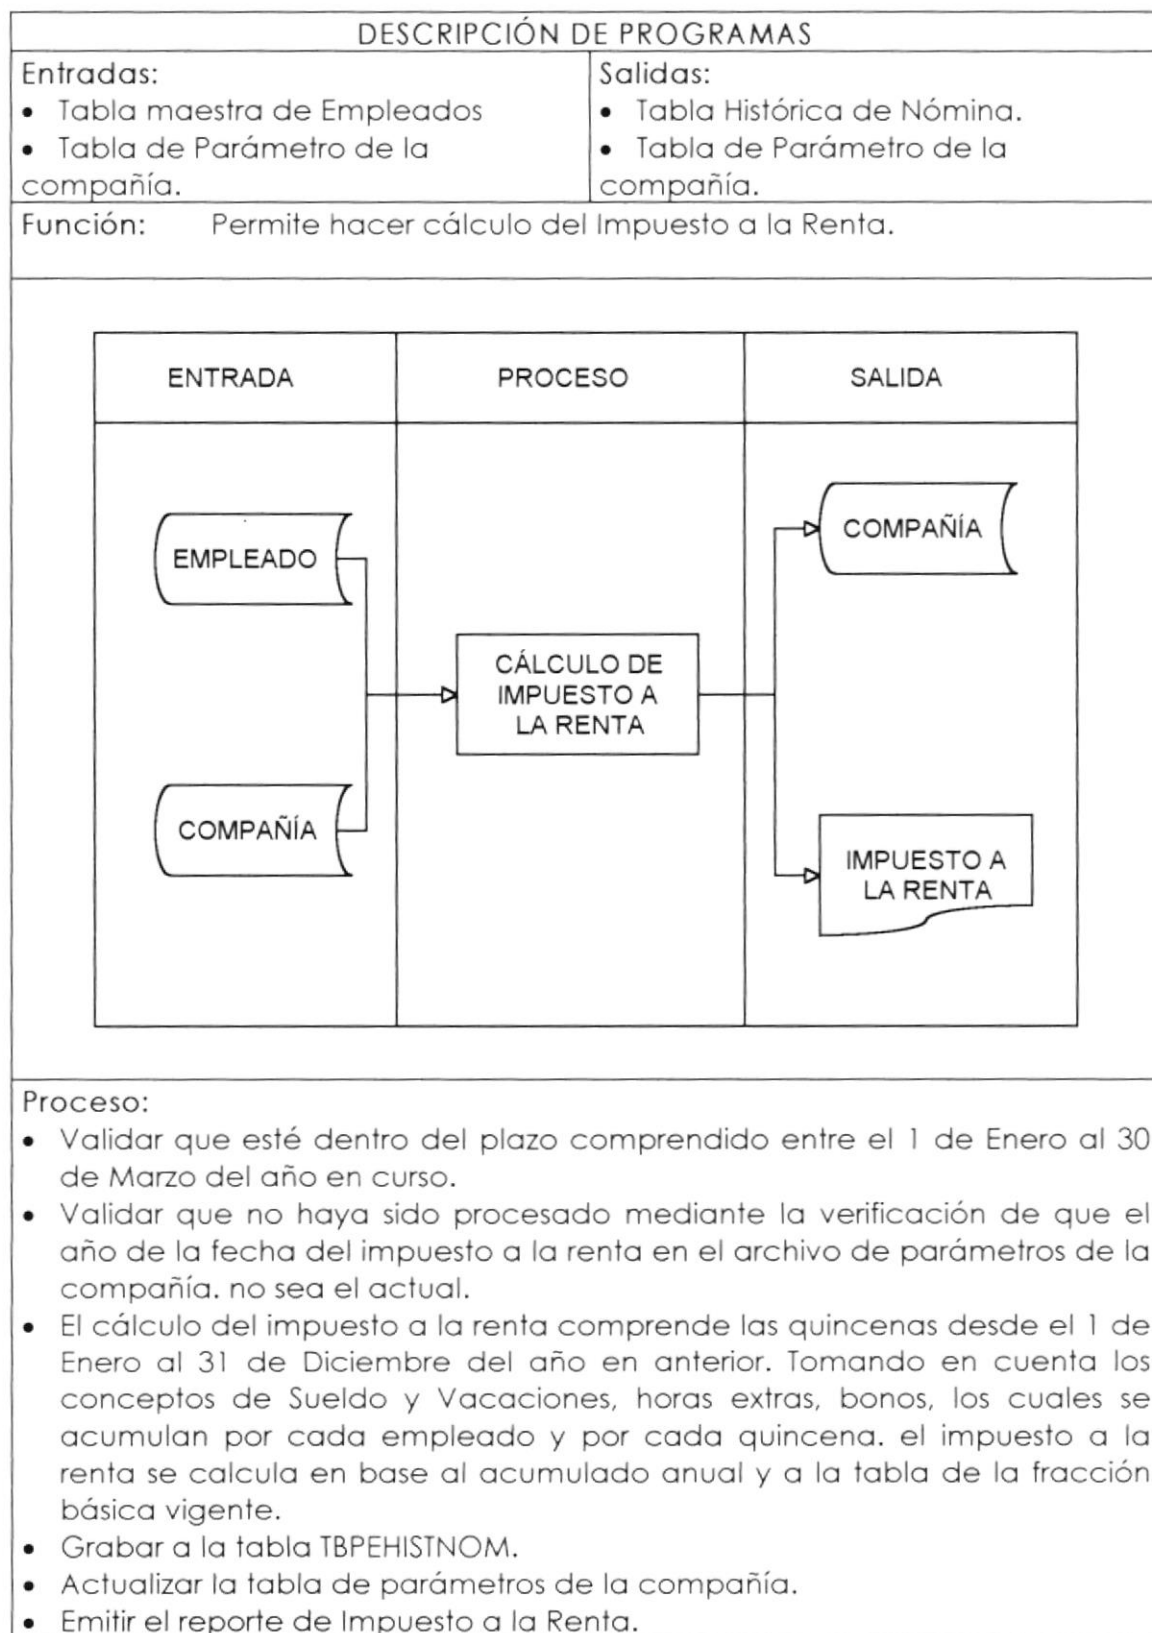 DESCRIPCIÓN DE PROGRAMAS
Entradas:
• Tabla maestra de Empleados
• Tabla de Parámetro de la
compañía.
Salidas:
• Tabla Histórica de Nómina.
• Tabla de Parámetro de la
compañía.
Función: Permite hacer cálculo del Impuesto a la Renta.
ENTRADA
PROCESO
SALIDA
EMPLEADO
COMPAÑÍA
CÁLCULO DE
IMPUESTO A
LA RENTA
COMPAÑÍA
IMPUESTO A
LA RENTA
Proceso:
• Validar que esté dentro del plazo comprendido entre el 1 de Enero al 30
de Marzo del año en curso.
• Validar que no haya sido procesado mediante la verificación de que el
año de la fecha del impuesto a la renta en el archivo de parámetros de la
compañía. no sea el actual.
• El cálculo del impuesto a la renta comprende las quincenas desde el 1 de
Enero al 31 de Diciembre del año en anterior. Tomando en cuenta los
conceptos de Sueldo y Vacaciones, horas extras, bonos, los cuales se
acumulan por cada empleado y por cada quincena. el impuesto a la
renta se calcula en base al acumulado anual y a la tabla de la fracción
básica vigente.
• Grabar a la tabla TBPEHISTNOM.
• Actualizar la tabla de parámetros de la compañía.
• Emitir el reporte de Impuesto a la Renta.